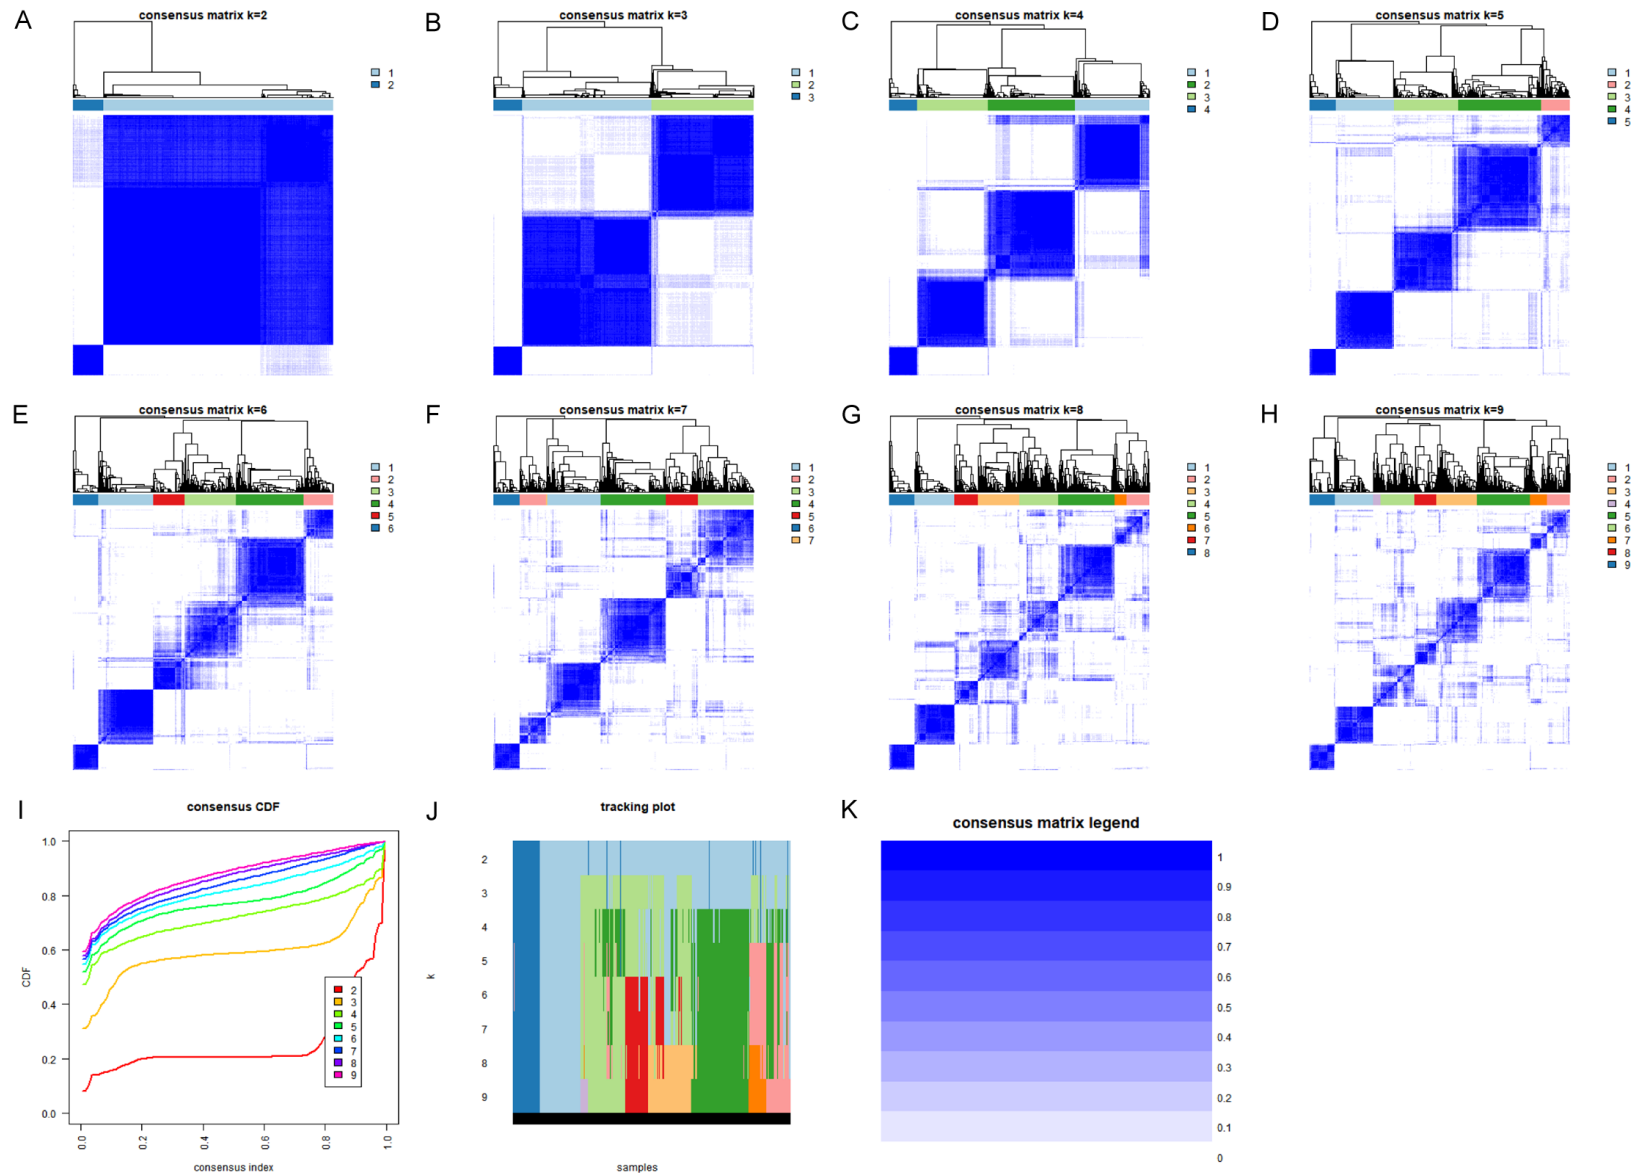 A
consensus matrix k=2
1
2
B
consensus matrix k=3
1
2
3
C
consensus matrix k=4
1
2
3
4
D
consensus matrix k=5
1
2
3
4
5
E
consensus matrix k=6
1
2
3
4
5
6
F
consensus matrix k=7
1
2
3
4
5
6
7
G
consensus matrix k=8
1
2
3
4
5
6
7
8
H
consensus matrix k=9
1
2
3
4
5
6
7
8
9
I
consensus CDF
CDF
1.0
0.8
0.6
0.4
0.2
0.0
2
3
4
5
6
7
8
9
0.0 0.2 0.4 0.6 0.8 1.0
consensus index
J
tracking plot
k
2
3
4
5
6
7
8
9
samples
K
consensus matrix legend
1
0.9
0.8
0.7
0.6
0.5
0.4
0.3
0.2
0.1
0